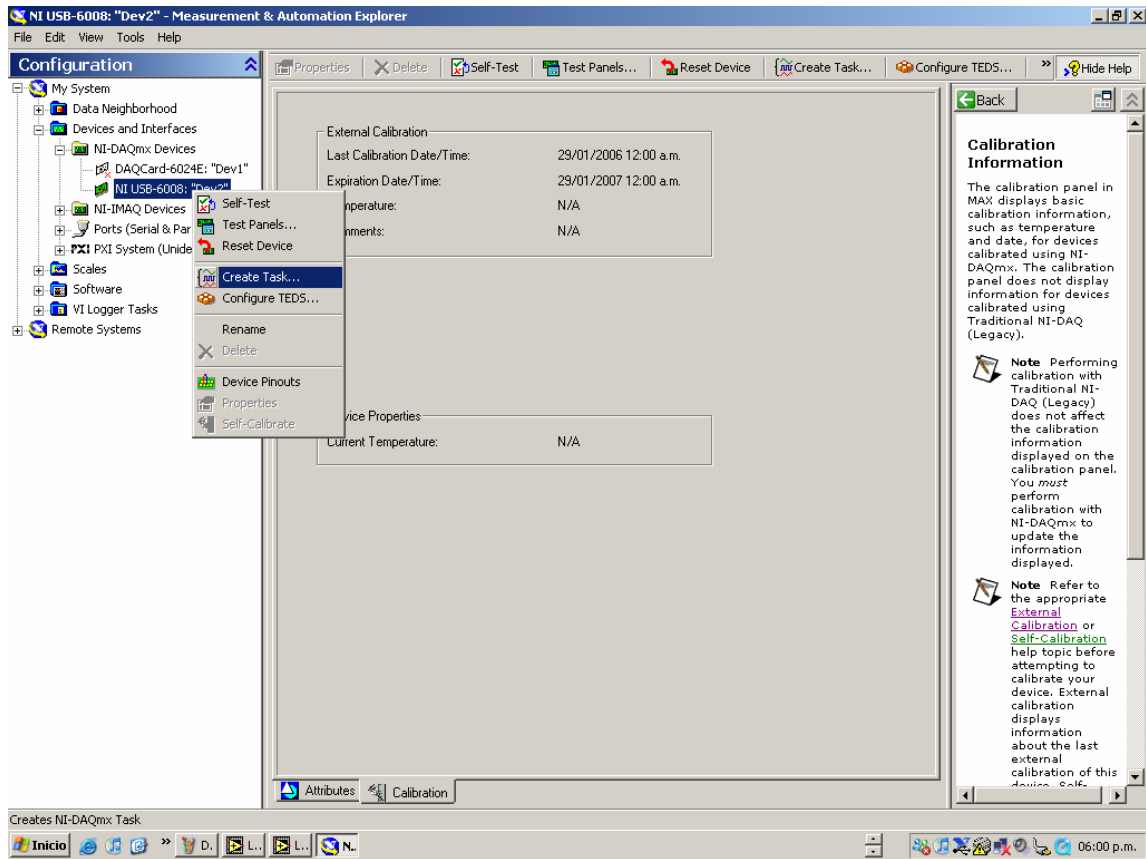 NI USB-6008: "Dev2" - Measurement & Automation Explorer
File Edit View Tools Help
Configuration
Properties Delete Self-Test Test Panels... Reset Device Create Task... Configure TEDS... » Hide Help
My System
Data Neighborhood
Devices and Interfaces
NI-DAQmx Devices
DAQCard-6024E: "Dev1"
NI USB-6008: "Dev2"
NI-IMAQ Devices
Ports (Serial & Par
PXI PXI System (Unide
Scales
Software
VI Logger Tasks
Remote Systems
Self-Test
Test Panels...
Reset Device
Create Task...
Configure TEDS...
Rename
Delete
Device Pinouts
Properties
Self-Calibrate
External Calibration
Last Calibration Date/Time: 29/01/2006 12:00 a.m.
Expiration Date/Time: 29/01/2007 12:00 a.m.
mperature: N/A
mments: N/A
vice Properties
Current Temperature: N/A
Attributes Calibration
Back
Calibration
Information
The calibration panel in
MAX displays basic
calibration information,
such as temperature
and date, for devices
calibrated using NI-
DAQmx. The calibration
panel does not display
information for devices
calibrated using
Traditional NI-DAQ
(Legacy).
Note Performing
calibration with
Traditional NI-
DAQ (Legacy)
does not affect
the calibration
information
displayed on the
calibration panel.
You must
perform
calibration with
NI-DAQmx to
update the
information
displayed.
Note Refer to
the appropriate
External
Calibration or
Self-Calibration
help topic before
attempting to
calibrate your
device. External
calibration
displays
information
about the last
external
calibration of this
device. Self-
Creates NI-DAQmx Task
Inicio » D. L.. L.. N.. 06:00 p.m.